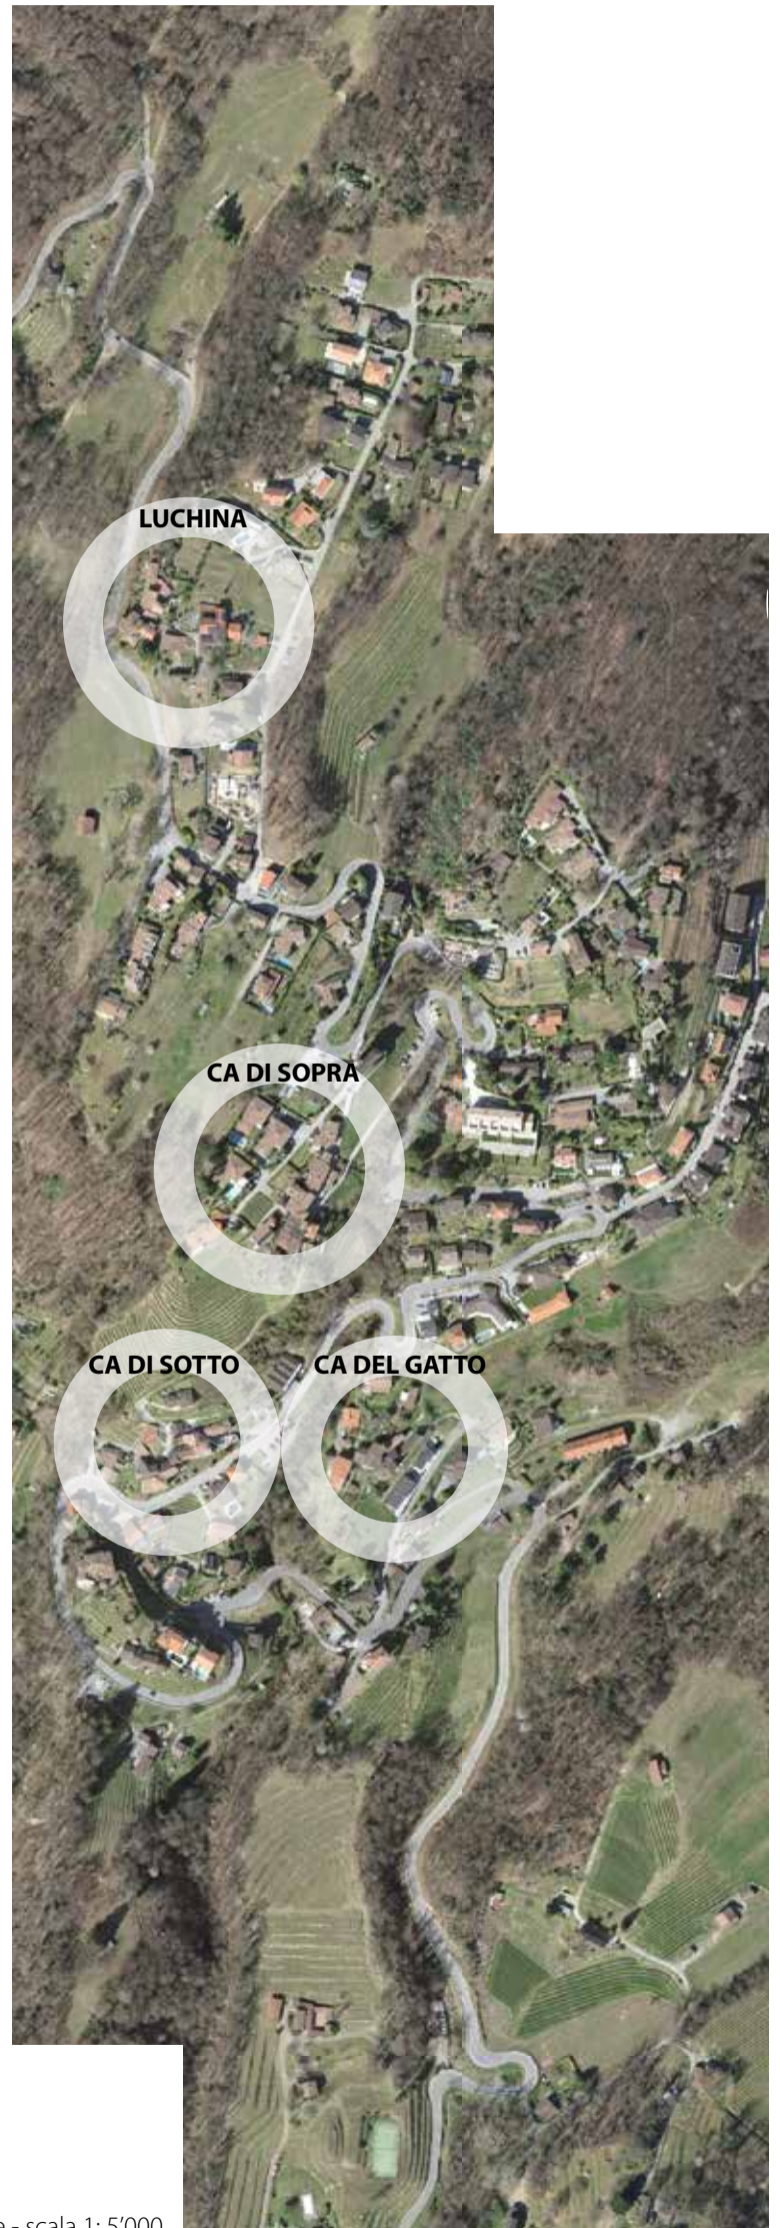 LUCHINA
CA DI SOPRA
CA DI SOTTO
CA DEL GATTO
- scala 1: 5'000